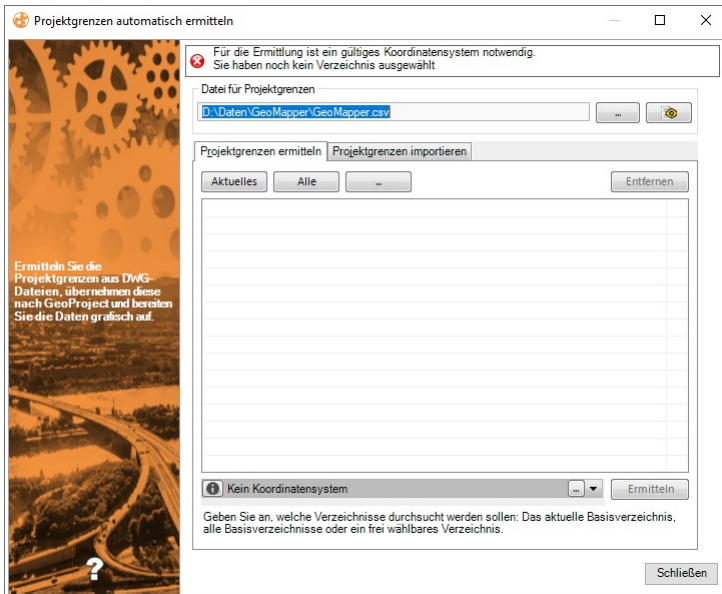 Projektgrenzen automatisch ermitteln
Für die Ermittlung ist ein gültiges Koordinatensystem notwendig.
Sie haben noch kein Verzeichnis ausgewählt
Datei für Projektgrenzen
D:\Daten\GeoMapper\GeoMapper.csv
...
Projektgrenzen ermitteln
Projektgrenzen importieren
Aktuelles
Alle
...
Entfernen
Ermitteln Sie die
Projektgrenzen aus DWG-
Dateien, übernehmen diese
nach GeoProject und bereiten
Sie die Daten grafisch auf.
Kein Koordinatensystem
...
Ermitteln
Geben Sie an, welche Verzeichnisse durchsucht werden sollen: Das aktuelle Basisverzeichnis,
alle Basisverzeichnisse oder ein frei wählbares Verzeichnis.
?
Schließen